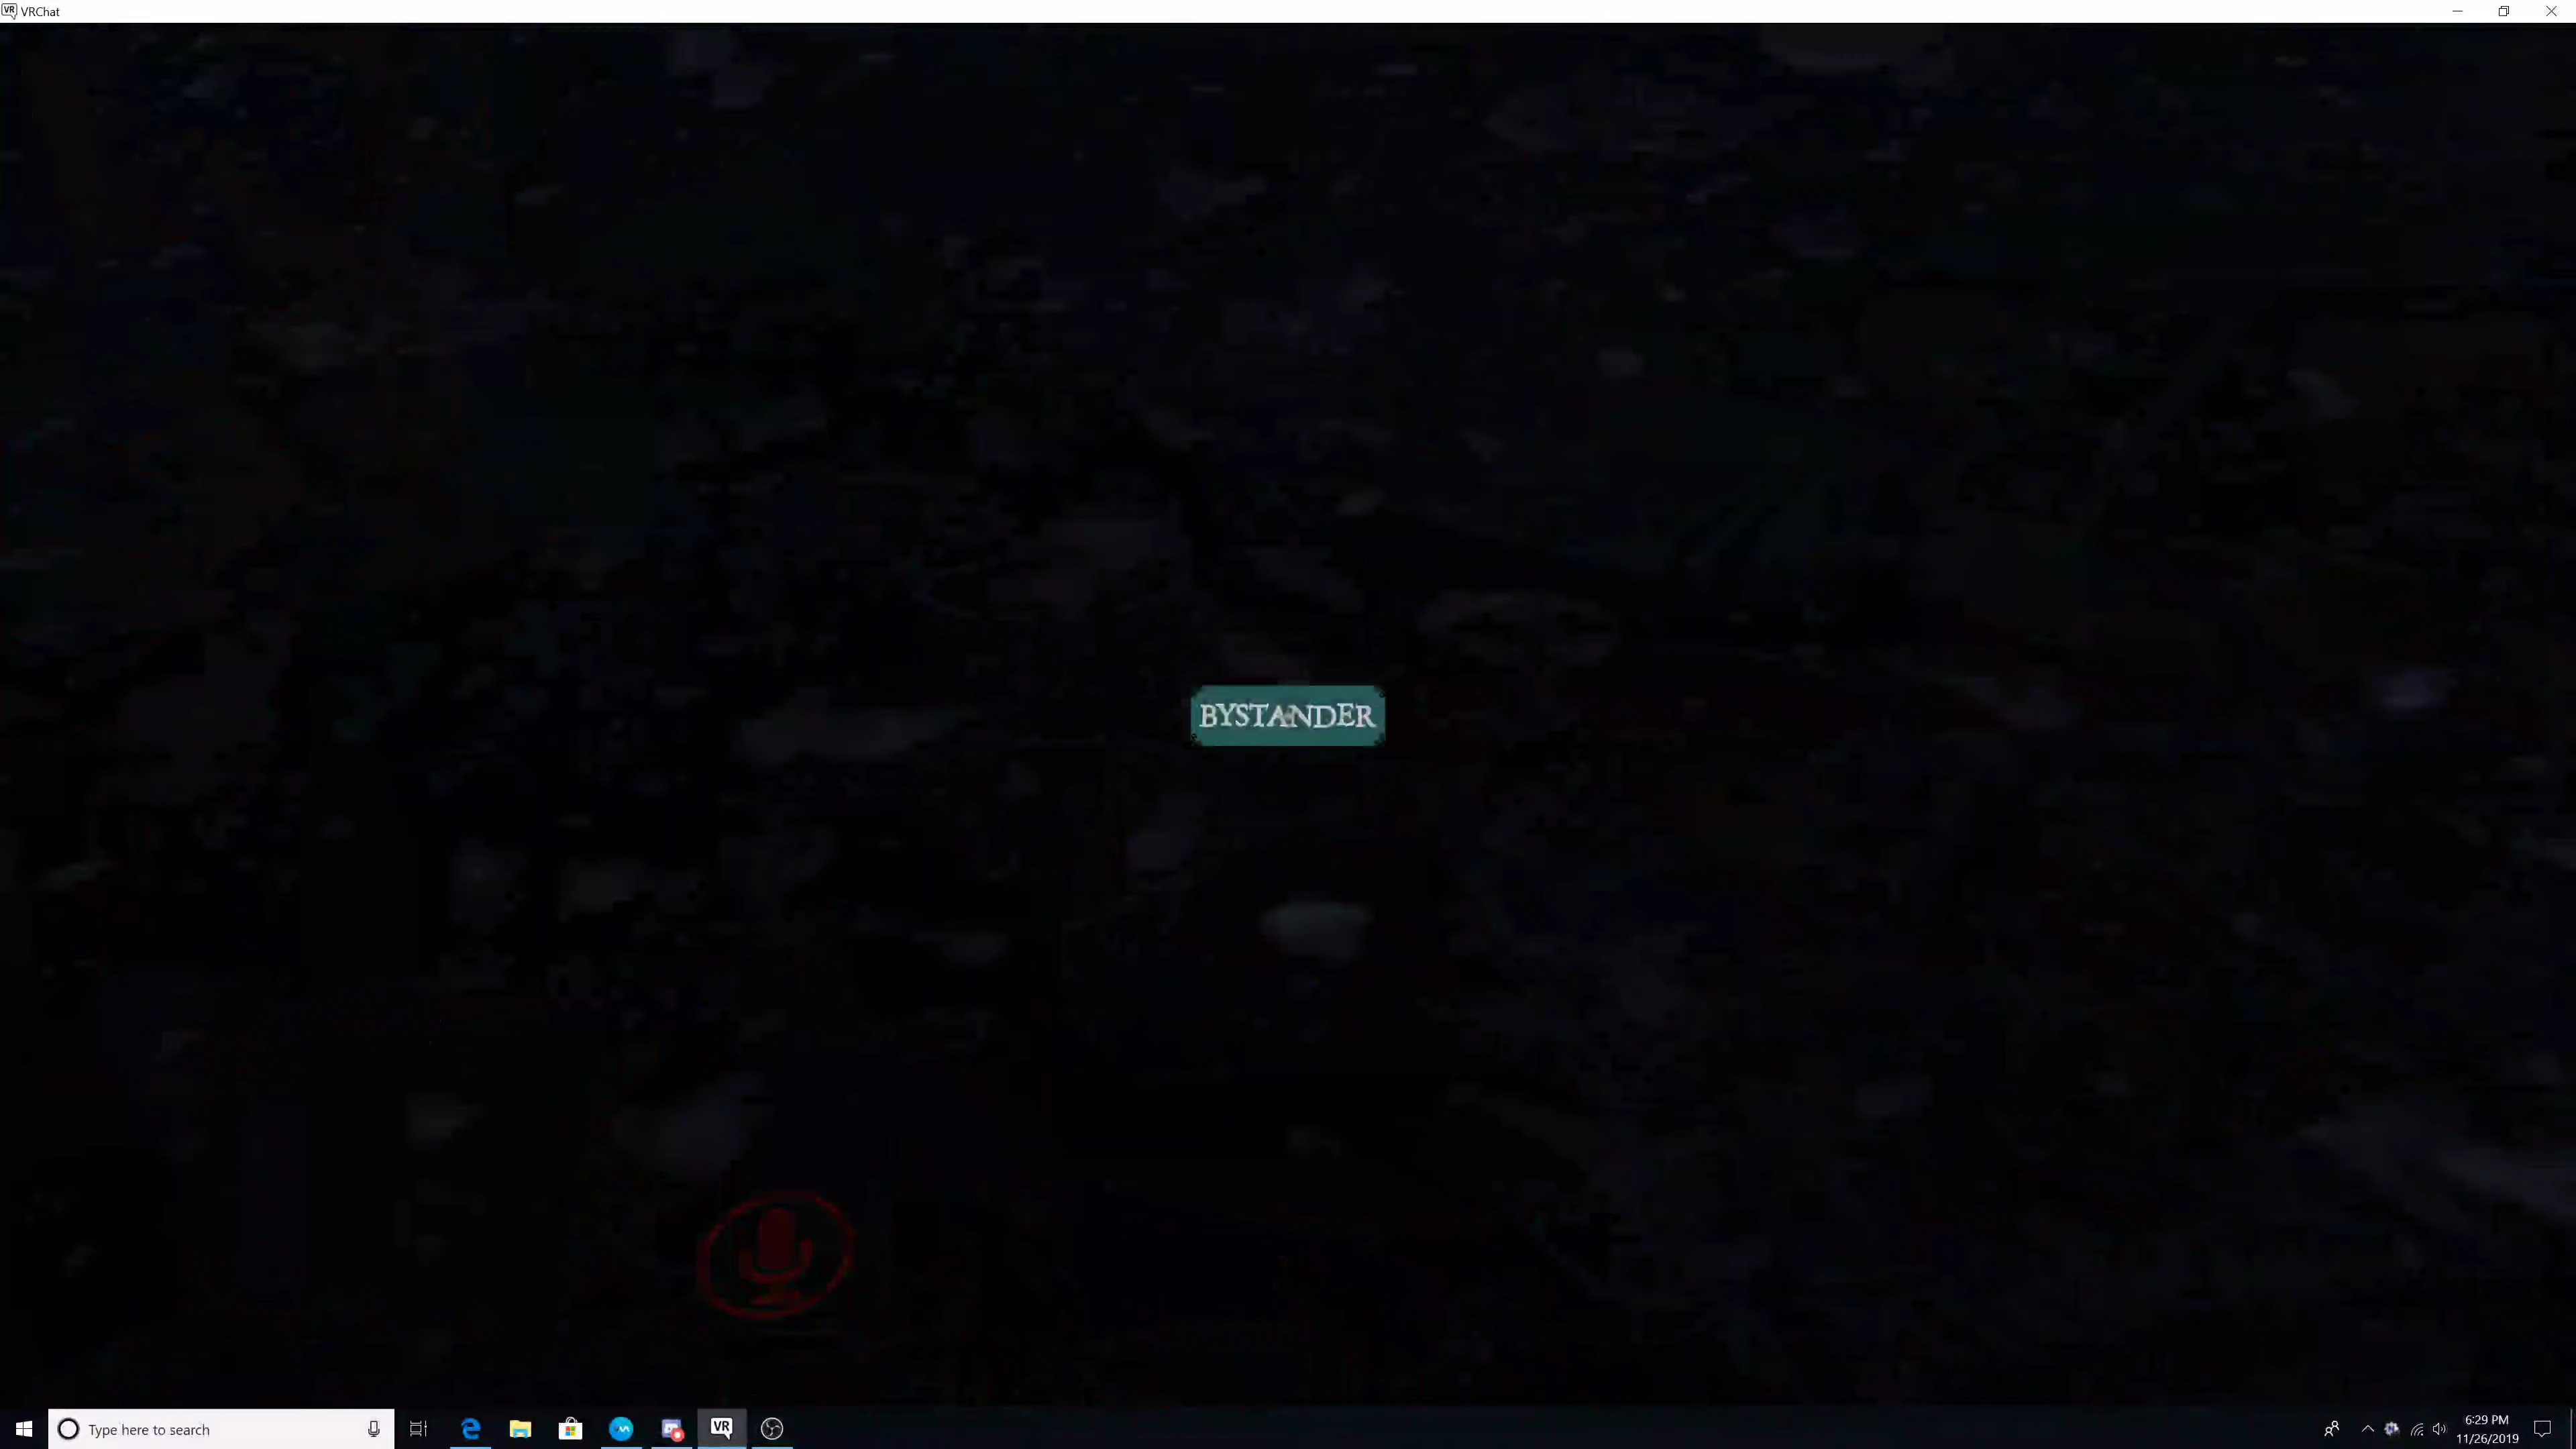 VRChat
BYSTANDER
Type here to search
VR
6:29 PM
11/26/2019